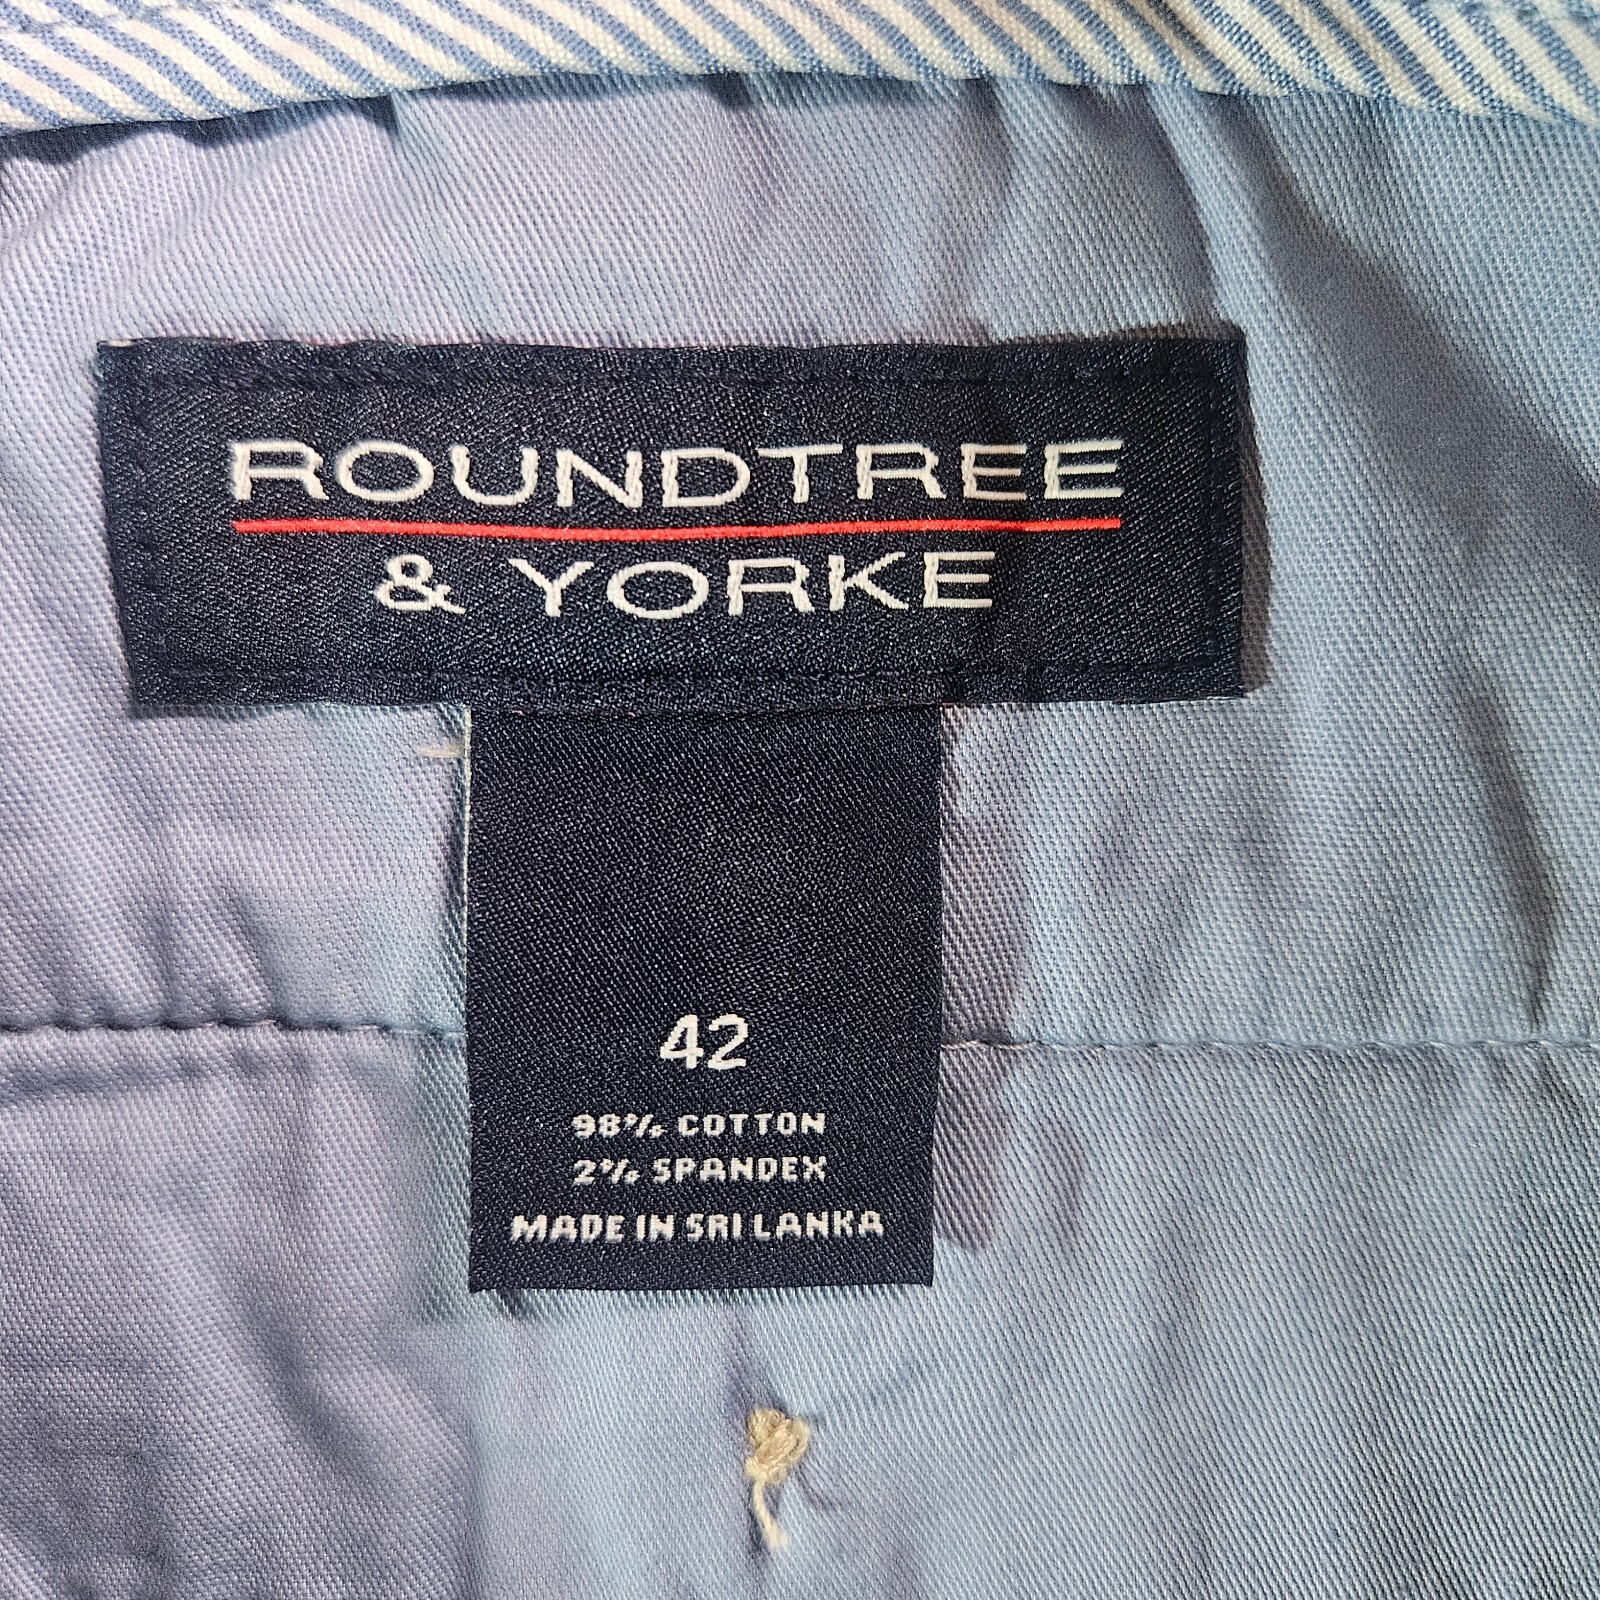 ROUNDTREE
& YORKE
42
98% COTTON
2% SPANDEX
MADE IN SRI LANKA